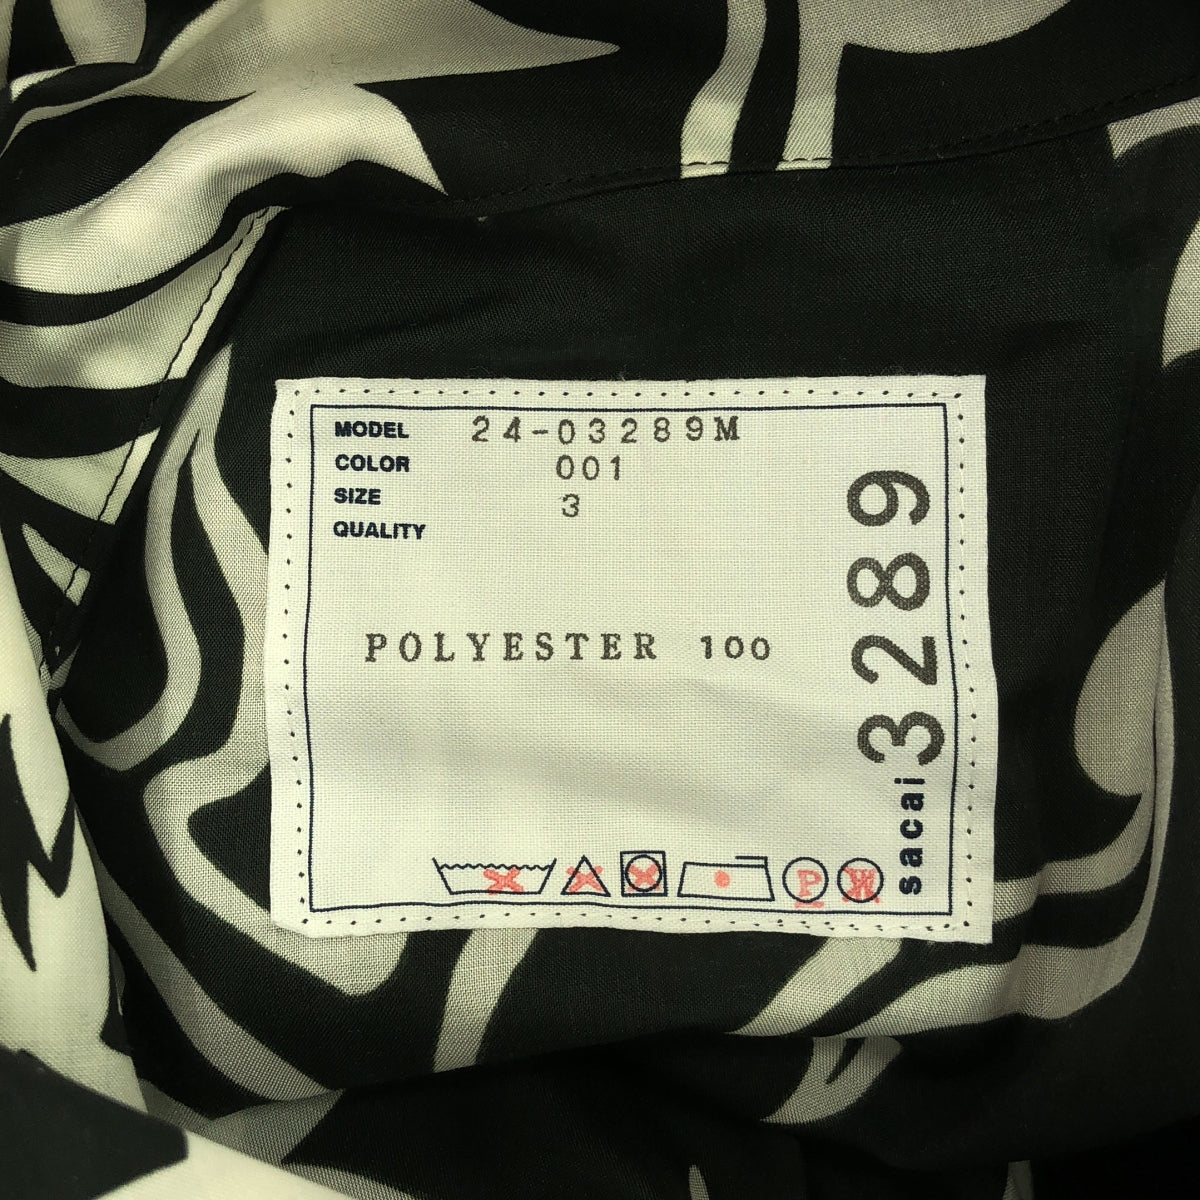 MODEL 24-03289M
COLOR 001
SIZE 3
QUALITY
POLYESTER 100
sacai 3289
P
W